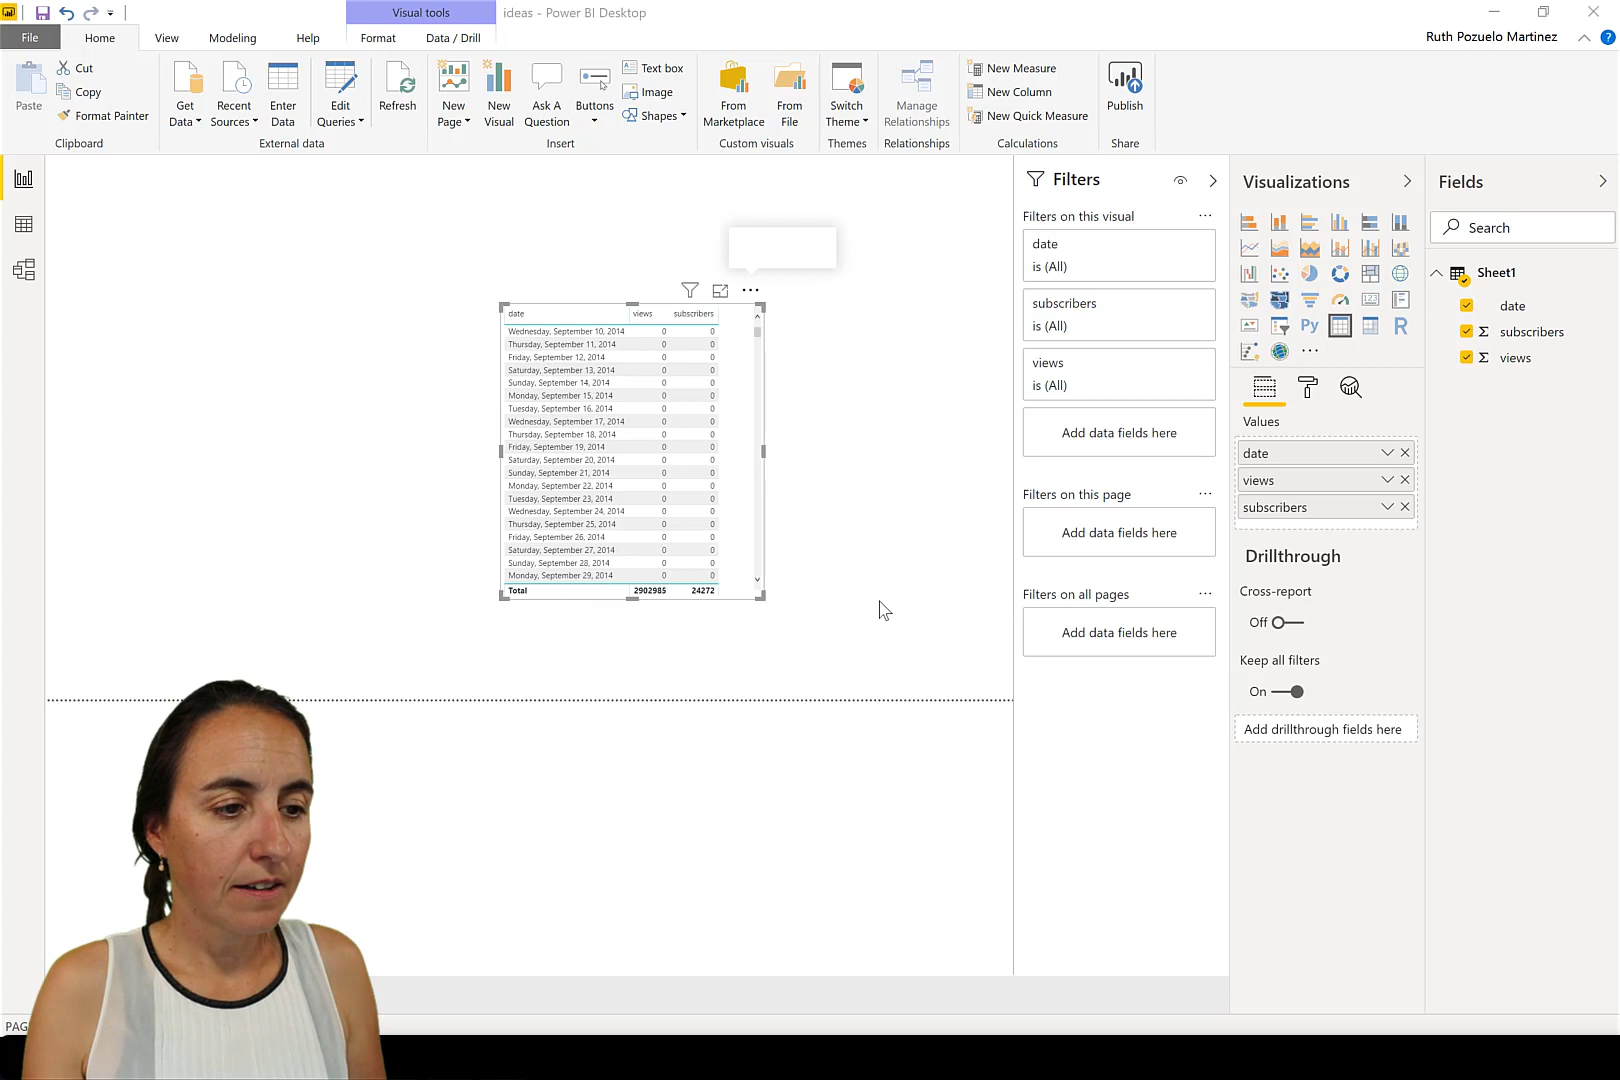 Visual tools
ideas - Power BI Desktop
File
Home
View
Modeling
Help
Format
Data / Drill
Ruth Pozuelo Martinez
?
Paste
Cut
Copy
Format Painter
Clipboard
Get
Data
Recent
Sources
Enter
Data
Edit
Queries
Refresh
External data
New
Page
New
Visual
Ask A
Question
Buttons
Text box
Image
Shapes
Insert
From
Marketplace
From
File
Custom visuals
Switch
Theme
Themes
Manage
Relationships
Relationships
New Measure
New Column
New Quick Measure
Calculations
Publish
Share
date views subscribers
Wednesday, September 10, 2014 0 0
Thursday, September 11, 2014 0 0
Friday, September 12, 2014 0 0
Saturday, September 13, 2014 0 0
Sunday, September 14, 2014 0 0
Monday, September 15, 2014 0 0
Tuesday, September 16, 2014 0 0
Wednesday, September 17, 2014 0 0
Thursday, September 18, 2014 0 0
Friday, September 19, 2014 0 0
Saturday, September 20, 2014 0 0
Sunday, September 21, 2014 0 0
Monday, September 22, 2014 0 0
Tuesday, September 23, 2014 0 0
Wednesday, September 24, 2014 0 0
Thursday, September 25, 2014 0 0
Friday, September 26, 2014 0 0
Saturday, September 27, 2014 0 0
Sunday, September 28, 2014 0 0
Monday, September 29, 2014 0 0
Total 2902985 24272
Filters
Filters on this visual
date
is (All)
subscribers
is (All)
views
is (All)
Add data fields here
Filters on this page
Add data fields here
Filters on all pages
Add data fields here
Visualizations
123
Py
R
Values
date
views
subscribers
Drillthrough
Cross-report
Off
Keep all filters
On
Add drillthrough fields here
Fields
Search
Sheet1
date
Σ subscribers
Σ views
PAG